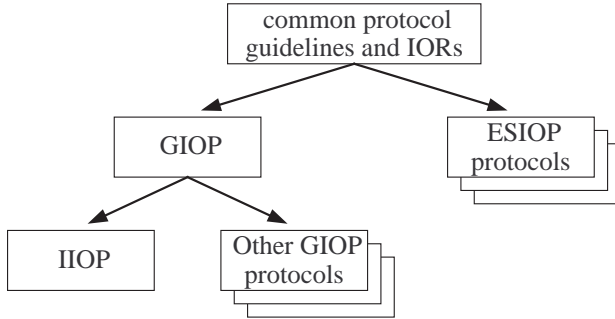 common protocol
guidelines and IORs
GIOP
ESIOP
protocols
IIOP
Other GIOP
protocols